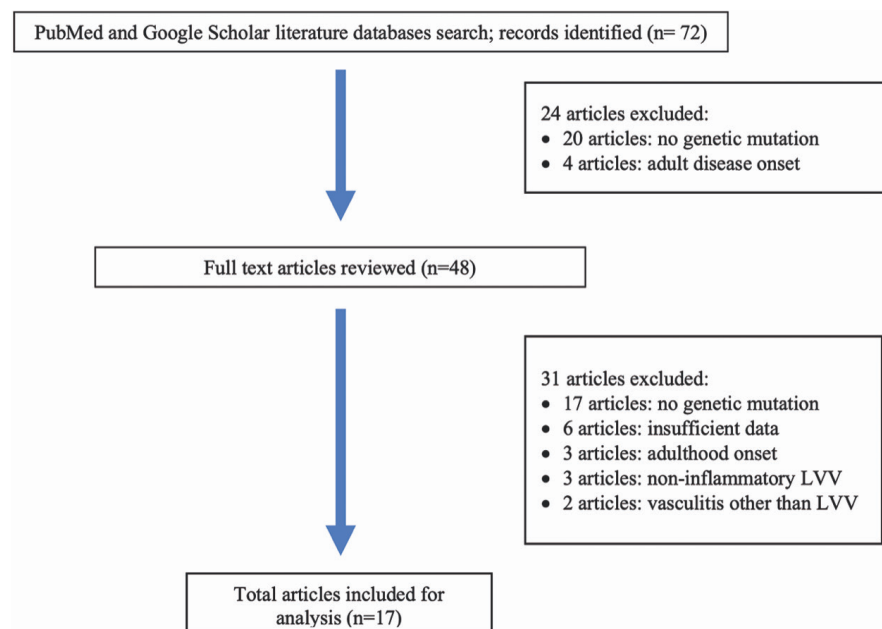 PubMed and Google Scholar literature databases search; records identified (n= 72)
24 articles excluded:
• 20 articles: no genetic mutation
• 4 articles: adult disease onset
Full text articles reviewed (n=48)
31 articles excluded:
• 17 articles: no genetic mutation
• 6 articles: insufficient data
• 3 articles: adulthood onset
• 3 articles: non-inflammatory LVV
• 2 articles: vasculitis other than LVV
Total articles included for
analysis (n=17)